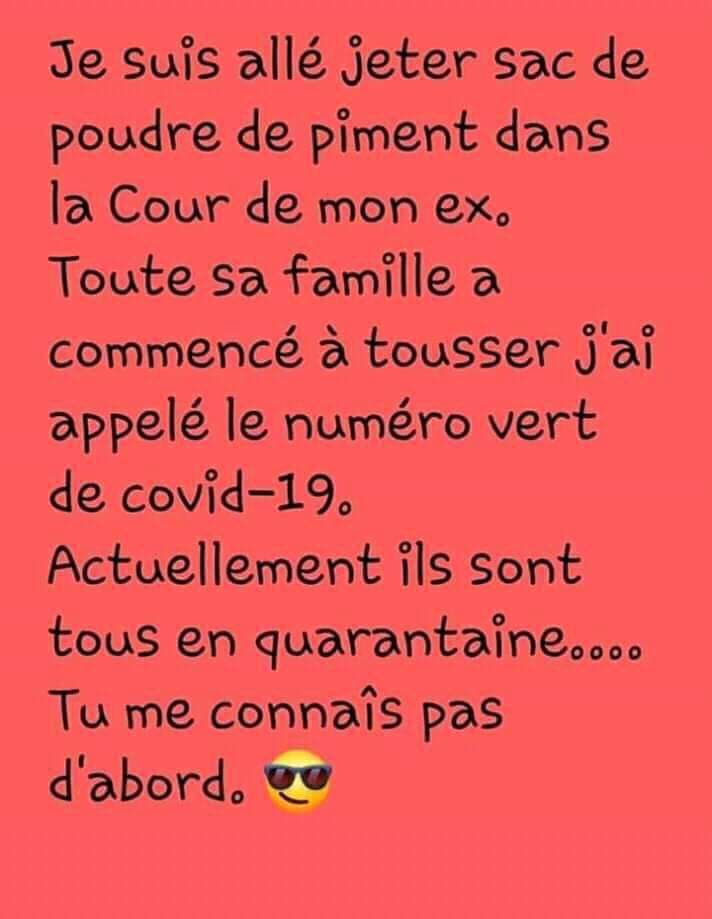 Je suis allé jeter sac de
poudre de piment dans
la Cour de mon ex.
Toute sa famille a
commencé à tousser j'ai
appelé le numéro vert
de covid-19.
Actuellement ils sont
tous en quarantaine....
Tu me connaîs pas
d'abord. 😎